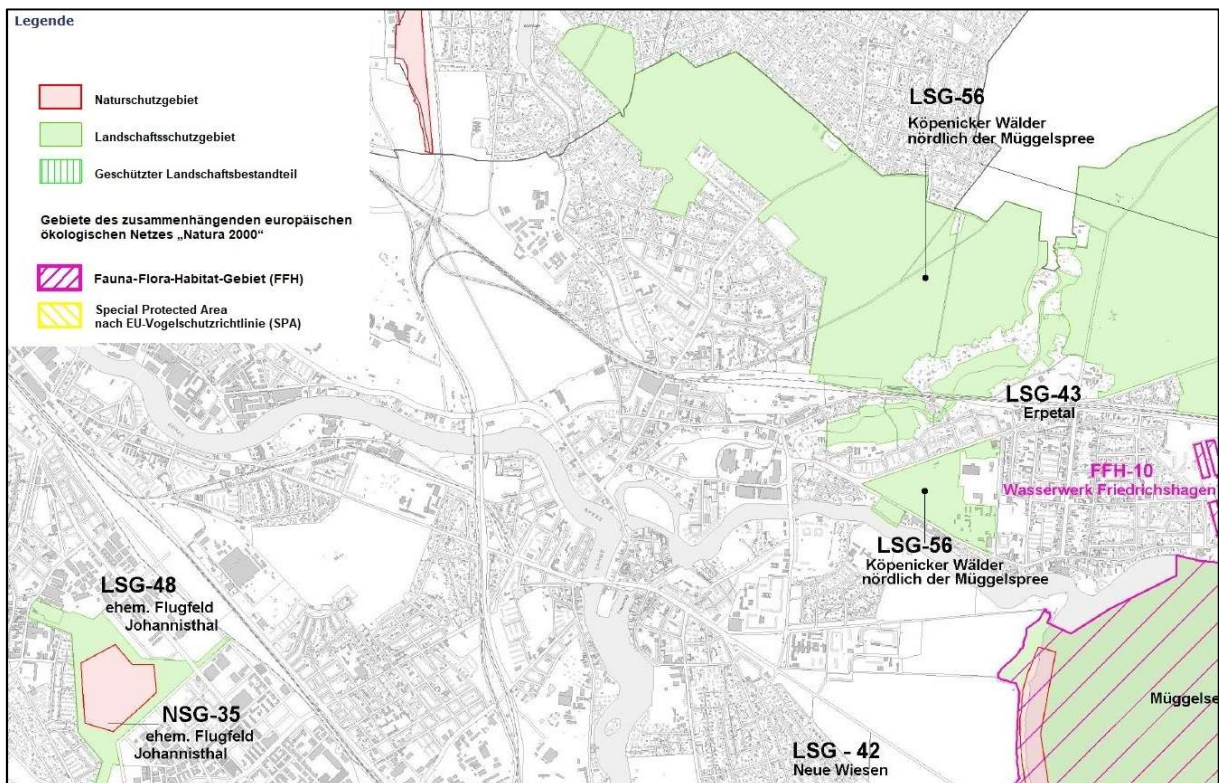 Legende
Naturschutzgebiet
Landschaftsschutzgebiet
Geschützter Landschaftsbestandteil
Gebiete des zusammenhängenden europäischen
ökologischen Netzes „Natura 2000“
Fauna-Flora-Habitat-Gebiet (FFH)
Special Protected Area
nach EU-Vogelschutzrichtlinie (SPA)
LSG-56
Köpenicker Wälder
nördlich der Müggelspree
LSG-43
Erpetal
FFH-10
Wasserwerk Friedrichshagen
LSG-56
Köpenicker Wälder
nördlich der Müggelspree
LSG-48
ehem. Flugfeld
Johannisthal
NSG-35
ehem. Flugfeld
Johannisthal
Müggelse
LSG - 42
Neue Wiesen